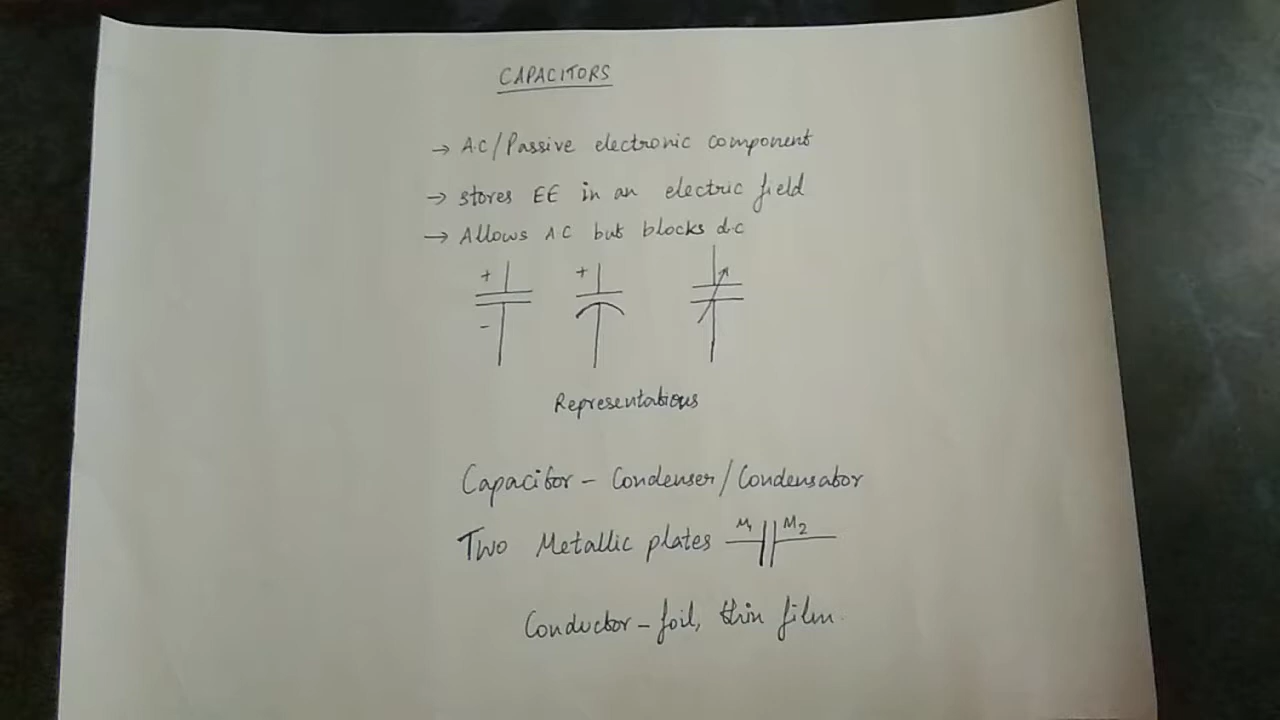 CAPACITORS
→ AC/Passive electronic component
→ stores EE in an electric field
→ Allows AC but blocks d.c
+ + 
-
Representations
Capacitor - Condenser/Condensator
Two Metallic plates M1 M2
Conductor - foil, thin film.